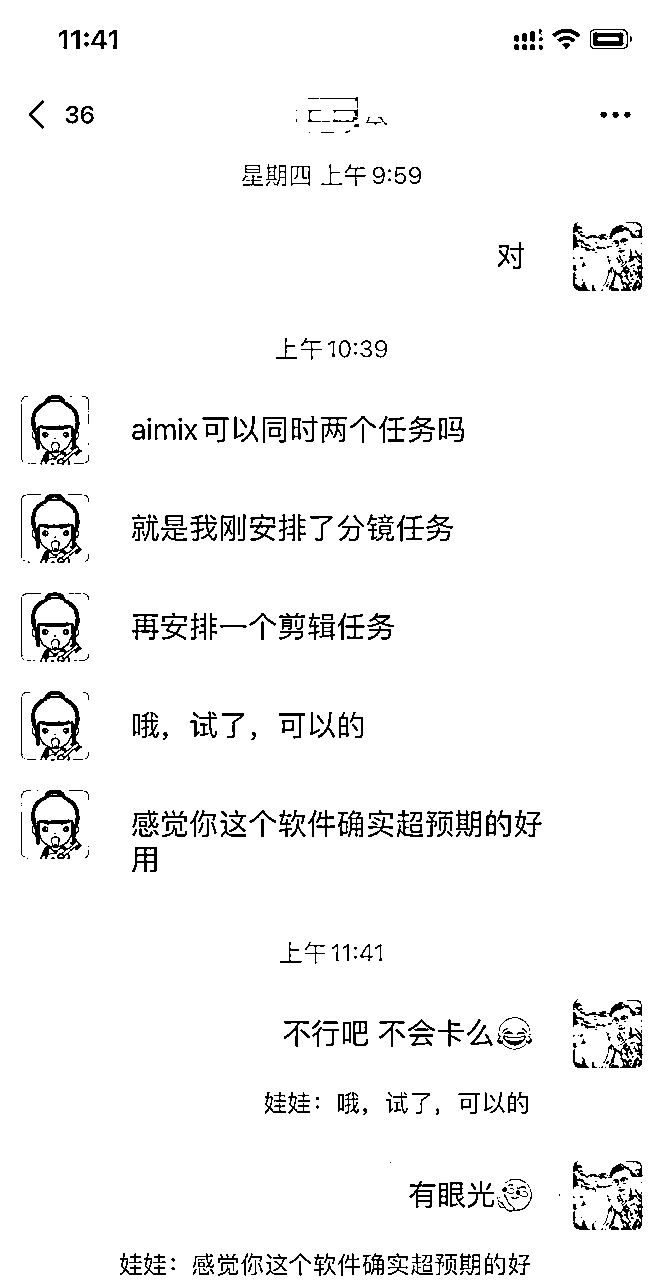 11:41
36
星期四 上午 9:59
对
上午10:39
aimix可以同时两个任务吗
就是我刚安排了分镜任务
再安排一个剪辑任务
哦，试了，可以的
感觉你这个软件确实超预期的好
用
上午11:41
不行吧 不会卡么😂
娃娃：哦，试了，可以的
有眼光
娃娃：感觉你这个软件确实超预期的好